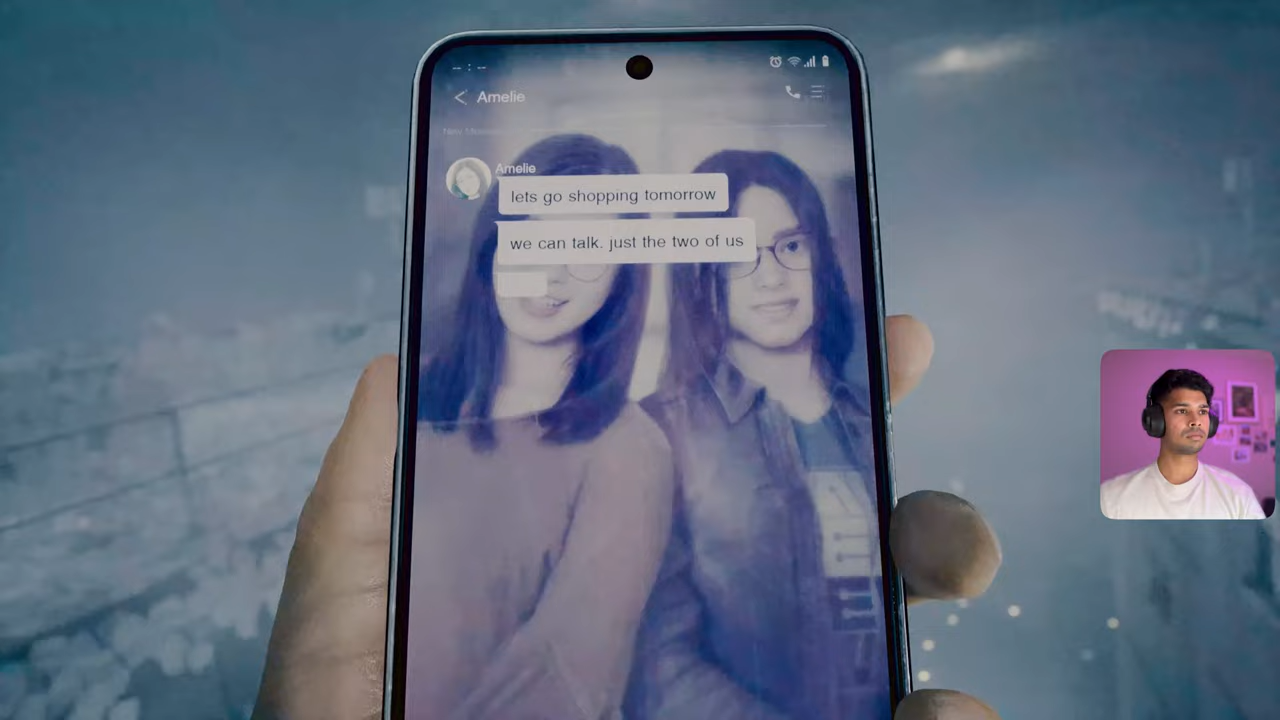 -- : --
Amelie
Amelie
lets go shopping tomorrow
we can talk. just the two of us